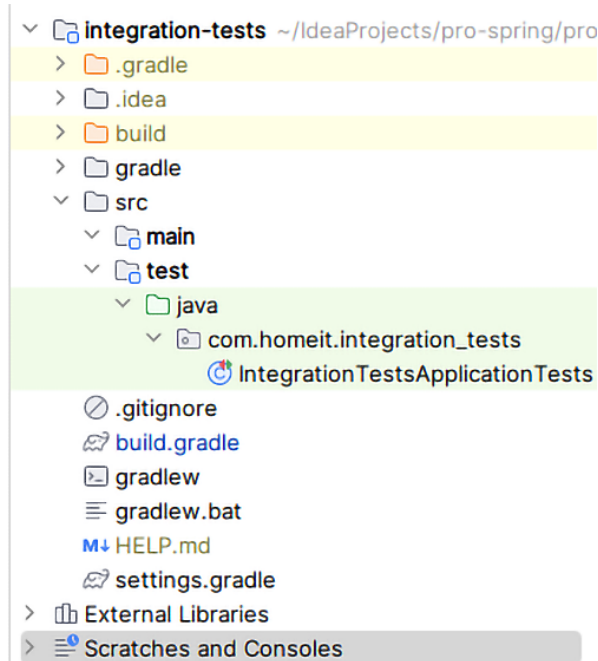 integration-tests ~/IdeaProjects/pro-spring/pro
.gradle
.idea
build
gradle
src
main
test
java
com.homeit.integration_tests
IntegrationTestsApplicationTests
.gitignore
build.gradle
gradlew
gradlew.bat
M↓ HELP.md
settings.gradle
External Libraries
Scratches and Consoles